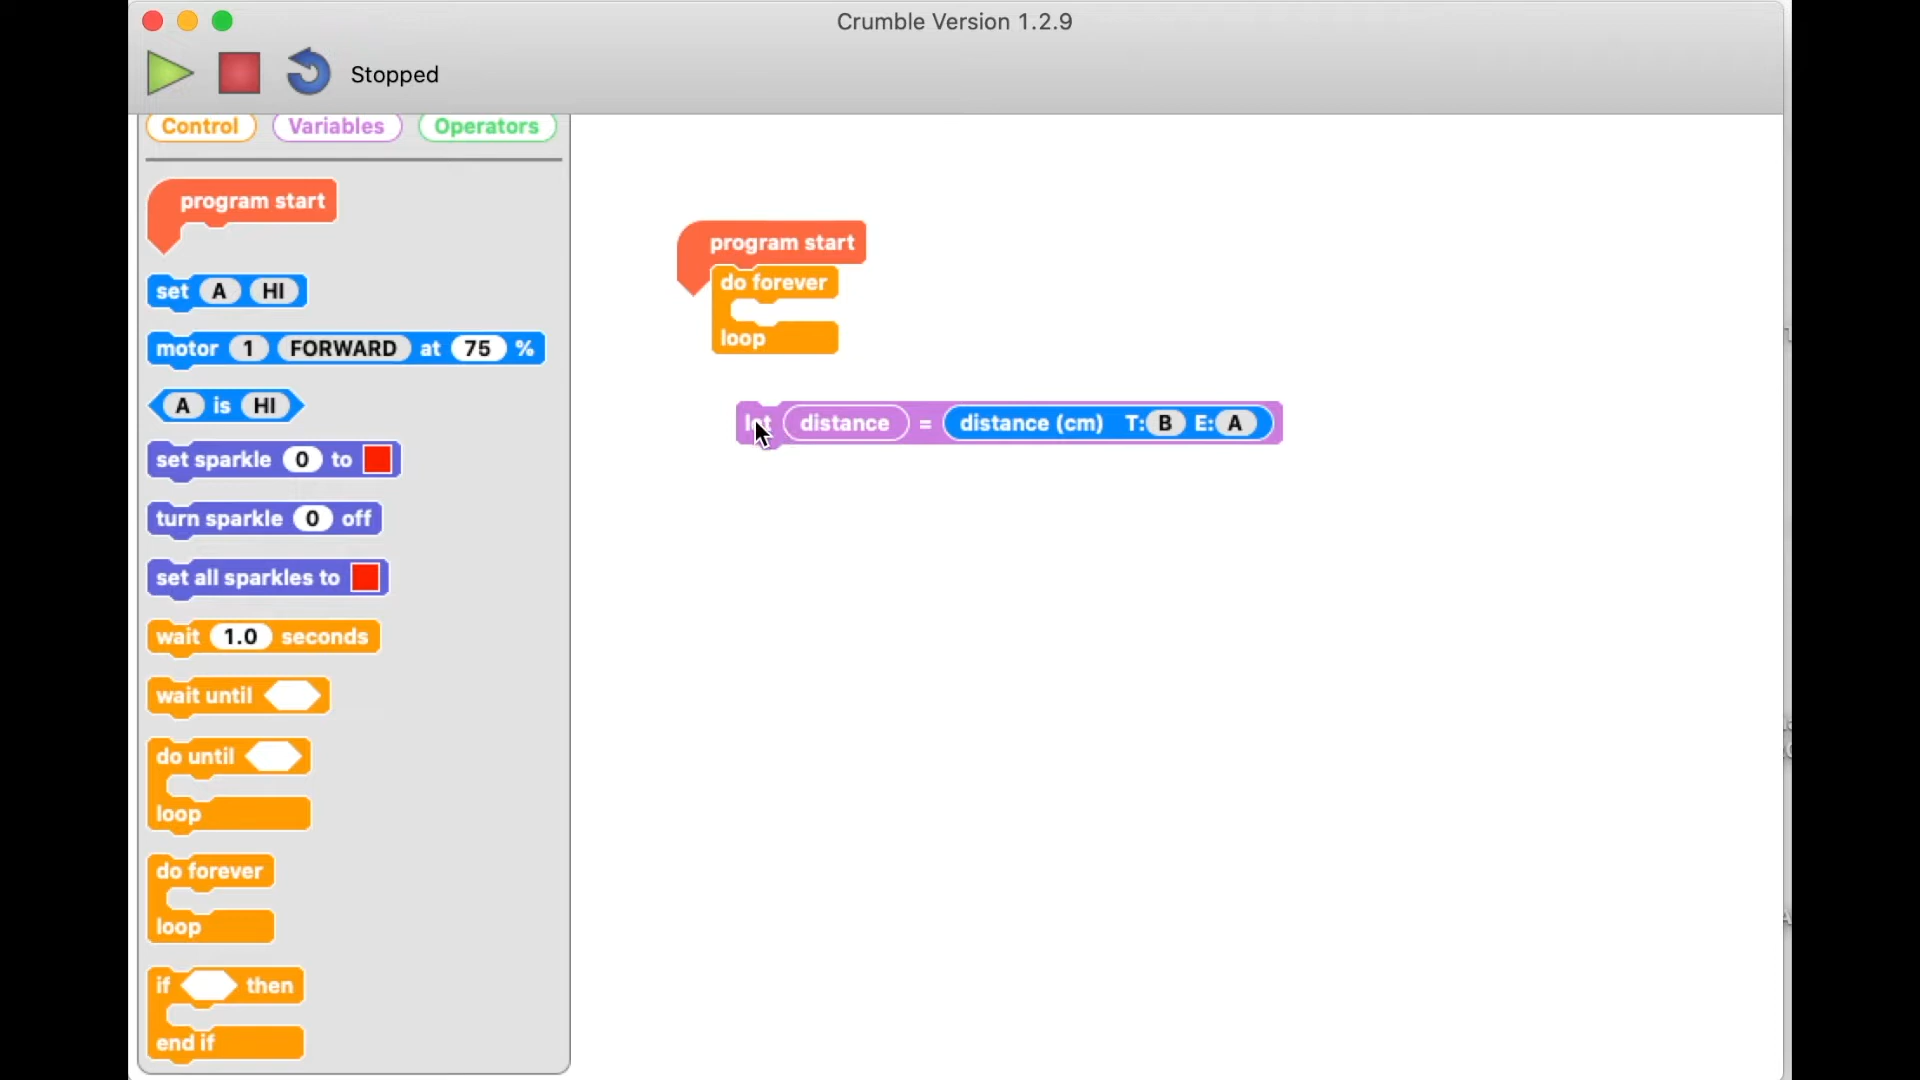 Crumble Version 1.2.9
Stopped
Control Variables Operators
program start
set A HI
motor 1 FORWARD at 75 %
A is HI
set sparkle 0 to
turn sparkle 0 off
set all sparkles to
wait 1.0 seconds
wait until
do until
loop
do forever
loop
if then
end if
program start
do forever
loop
let distance = distance (cm) T: B E: A